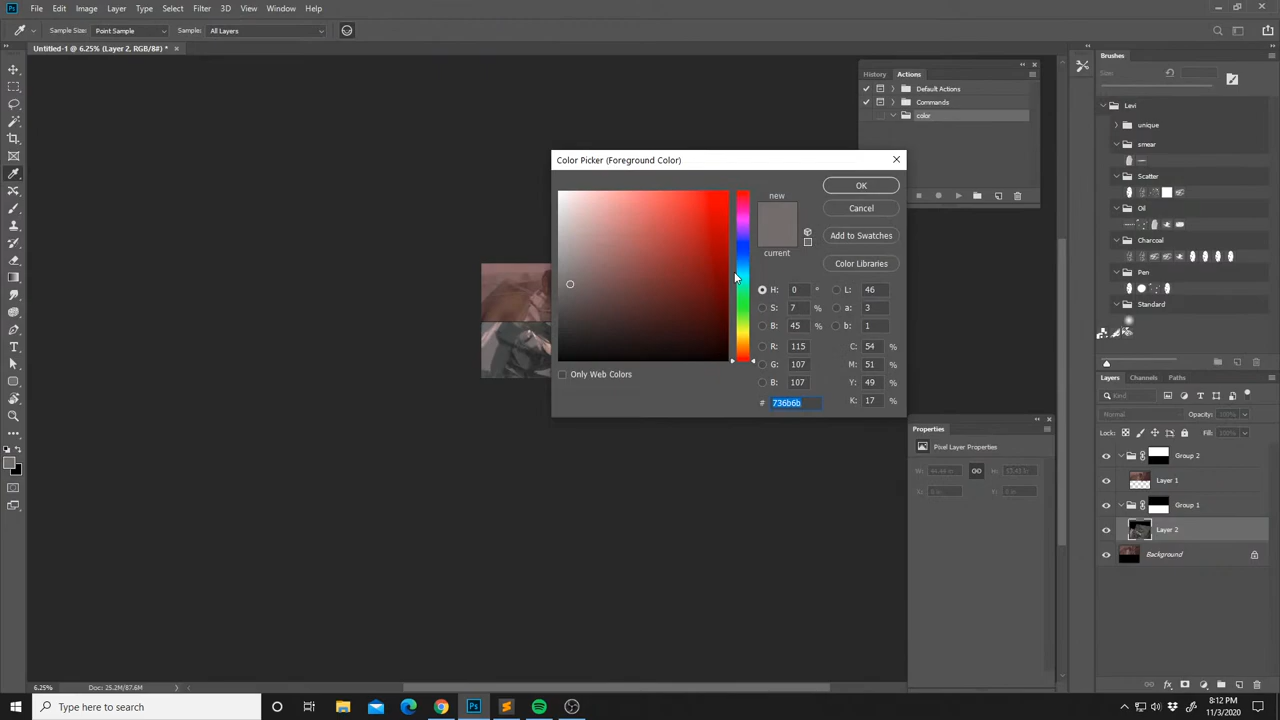 Ps File Edit Image Layer Type Select Filter 3D View Window Help
Sample Size: Point Sample Sample: All Layers
Untitled-1 @ 6.25% (Layer 2, RGB/8#) * ×
History Actions
Default Actions
Commands
color
Brushes
Size:
Levi
unique
smear
Scatter
Oil
Charcoal
Pen
Standard
Color Picker (Foreground Color)
new
current
OK
Cancel
Add to Swatches
Color Libraries
H: 0 ° L: 46
S: 7 % a: 3
B: 45 % b: 1
R: 115 C: 54 %
G: 107 M: 51 %
B: 107 Y: 49 %
# 736b6b K: 17 %
Only Web Colors
Layers Channels Paths
Kind
Normal Opacity: 100%
Lock: Fill: 100%
Group 2
Layer 1
Group 1
Layer 2
Background
Properties
Pixel Layer Properties
W: H:
X: Y:
6.25% Doc: 25.2M/87.6M
Type here to search
Ps
8:12 PM
11/3/2020